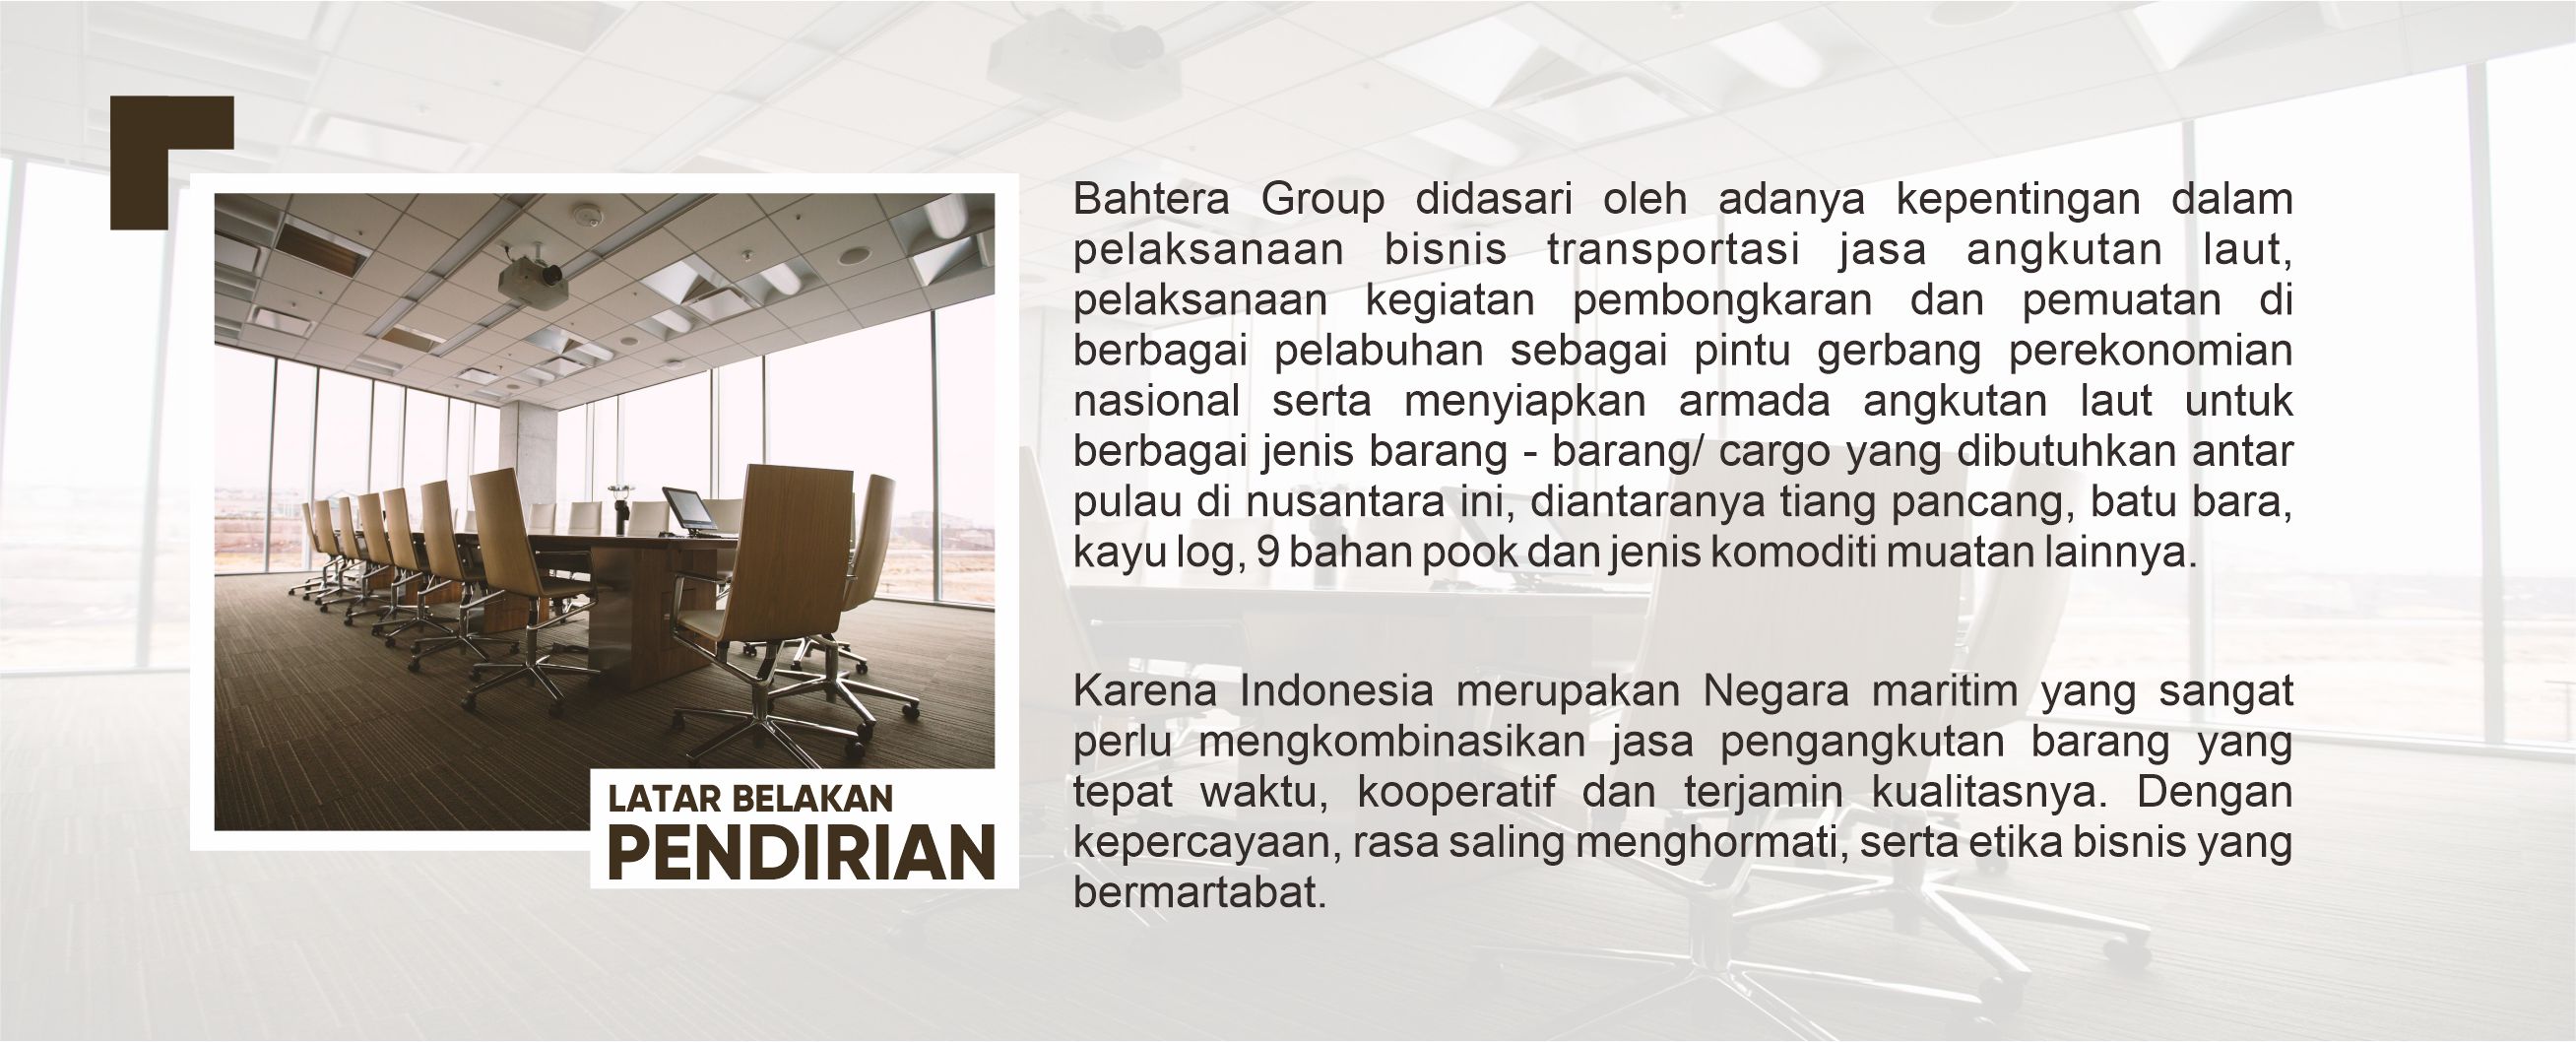 LATAR BELAKAN
PENDIRIAN
Bahtera Group didasari oleh adanya kepentingan dalam
pelaksanaan bisnis transportasi jasa angkutan laut,
pelaksanaan kegiatan pembongkaran dan pemuatan di
berbagai pelabuhan sebagai pintu gerbang perekonomian
nasional serta menyiapkan armada angkutan laut untuk
berbagai jenis barang - barang/ cargo yang dibutuhkan antar
pulau di nusantara ini, diantaranya tiang pancang, batu bara,
kayu log, 9 bahan pook dan jenis komoditi muatan lainnya.
Karena Indonesia merupakan Negara maritim yang sangat
perlu mengkombinasikan jasa pengangkutan barang yang
tepat waktu, kooperatif dan terjamin kualitasnya. Dengan
kepercayaan, rasa saling menghormati, serta etika bisnis yang
bermartabat.